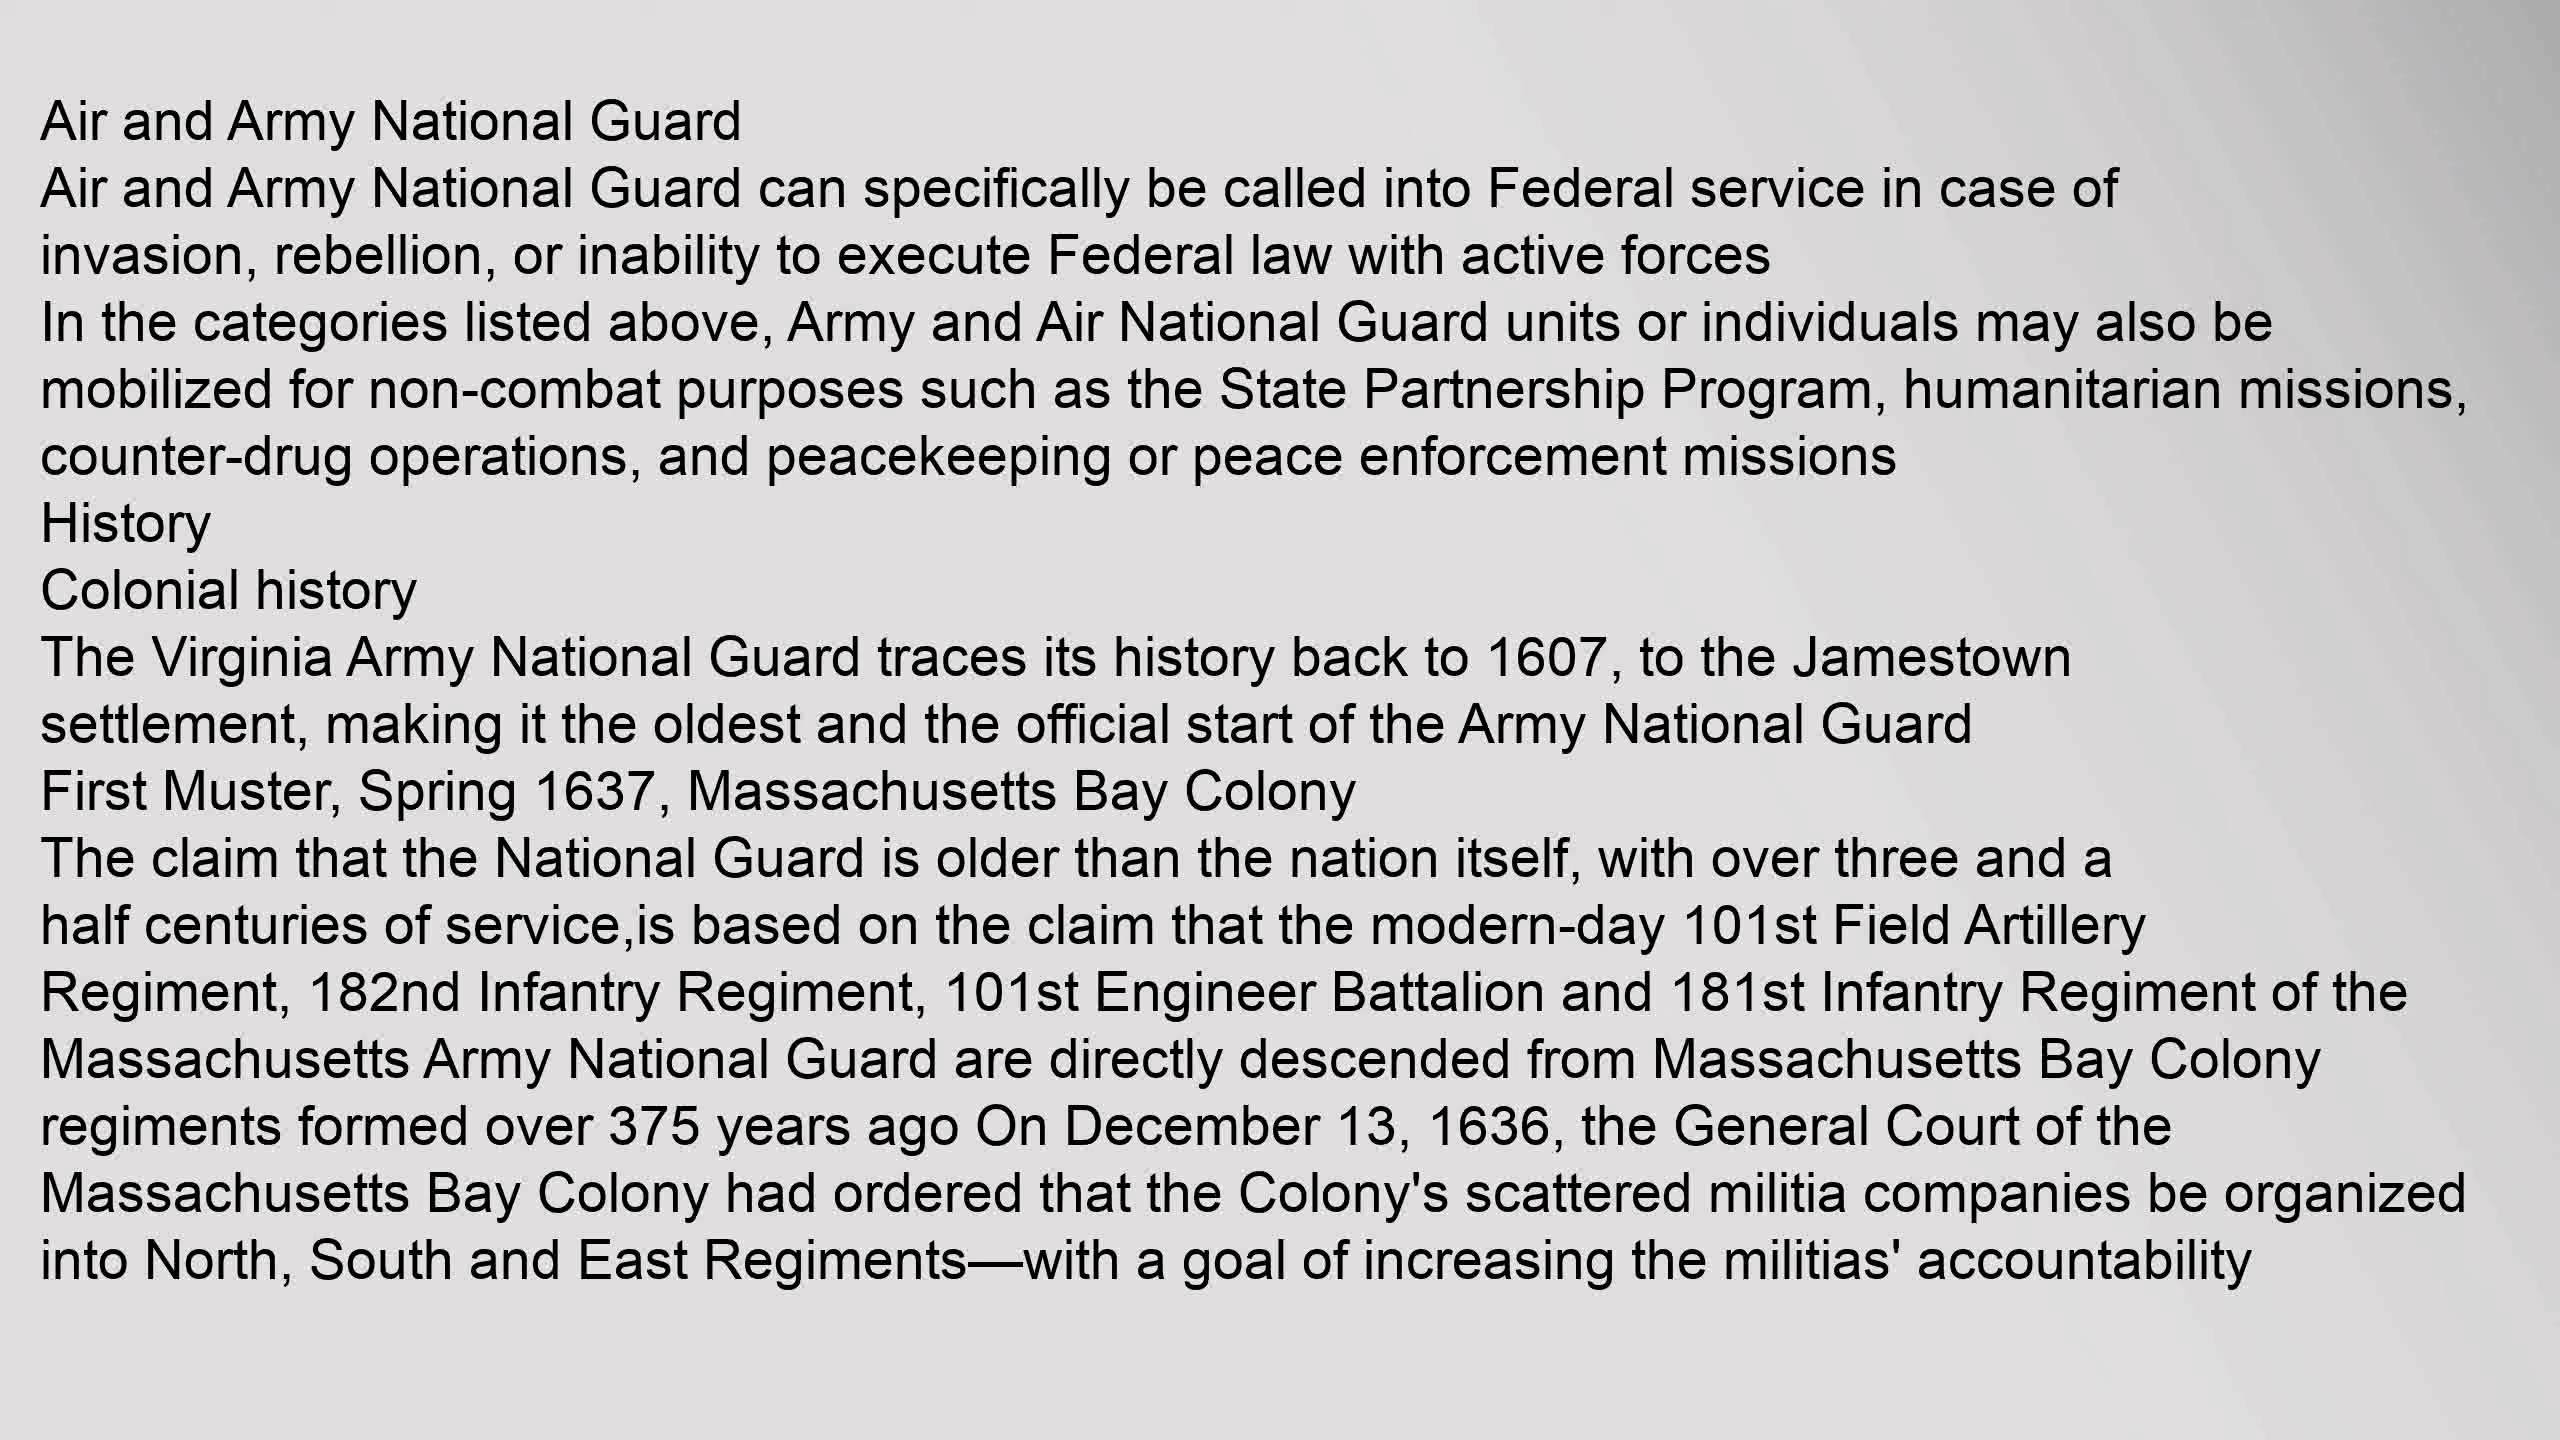 Air and Army National Guard
Air and Army National Guard can specifically be called into Federal service in case of
invasion, rebellion, or inability to execute Federal law with active forces
In the categories listed above, Army and Air National Guard units or individuals may also be
mobilized for non-combat purposes such as the State Partnership Program, humanitarian missions,
counter-drug operations, and peacekeeping or peace enforcement missions
History
Colonial history
The Virginia Army National Guard traces its history back to 1607, to the Jamestown
settlement, making it the oldest and the official start of the Army National Guard
First Muster, Spring 1637, Massachusetts Bay Colony
The claim that the National Guard is older than the nation itself, with over three and a
half centuries of service,is based on the claim that the modern-day 101st Field Artillery
Regiment, 182nd Infantry Regiment, 101st Engineer Battalion and 181st Infantry Regiment of the
Massachusetts Army National Guard are directly descended from Massachusetts Bay Colony
regiments formed over 375 years ago On December 13, 1636, the General Court of the
Massachusetts Bay Colony had ordered that the Colony's scattered militia companies be organized
into North, South and East Regiments—with a goal of increasing the militias' accountability